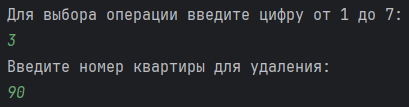 Для выбора операции введите цифру от 1 до 7:
3
Введите номер квартиры для удаления:
90